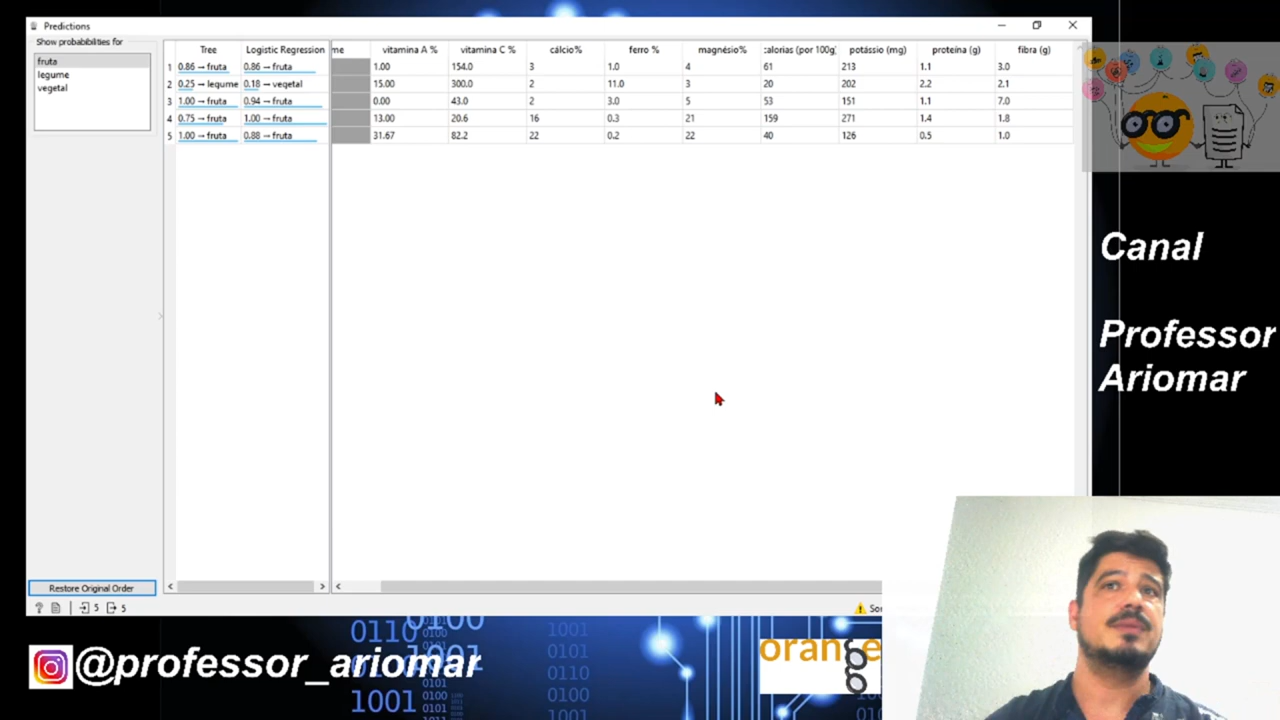 Predictions
Show probabilities for
fruta
legume
vegetal
Tree Logistic Regression me vitamina A % vitamina C % cálcio% ferro % magnésio% calorias (por 100g) potássio (mg) proteína (g) fibra (g)
1 0.86 → fruta 0.86 → fruta 1.00 154.0 3 1.0 4 61 213 1.1 3.0
2 0.25 → legume 0.18 → vegetal 15.00 300.0 2 11.0 3 20 202 2.2 2.1
3 1.00 → fruta 0.94 → fruta 0.00 43.0 2 3.0 5 53 151 1.1 7.0
4 0.75 → fruta 1.00 → fruta 13.00 20.6 16 0.3 21 159 271 1.4 1.8
5 1.00 → fruta 0.88 → fruta 31.67 82.2 22 0.2 22 40 126 0.5 1.0
Restore Original Order
? 5 5
Canal
Professor
Ariomar
@professor_ariomar
orange